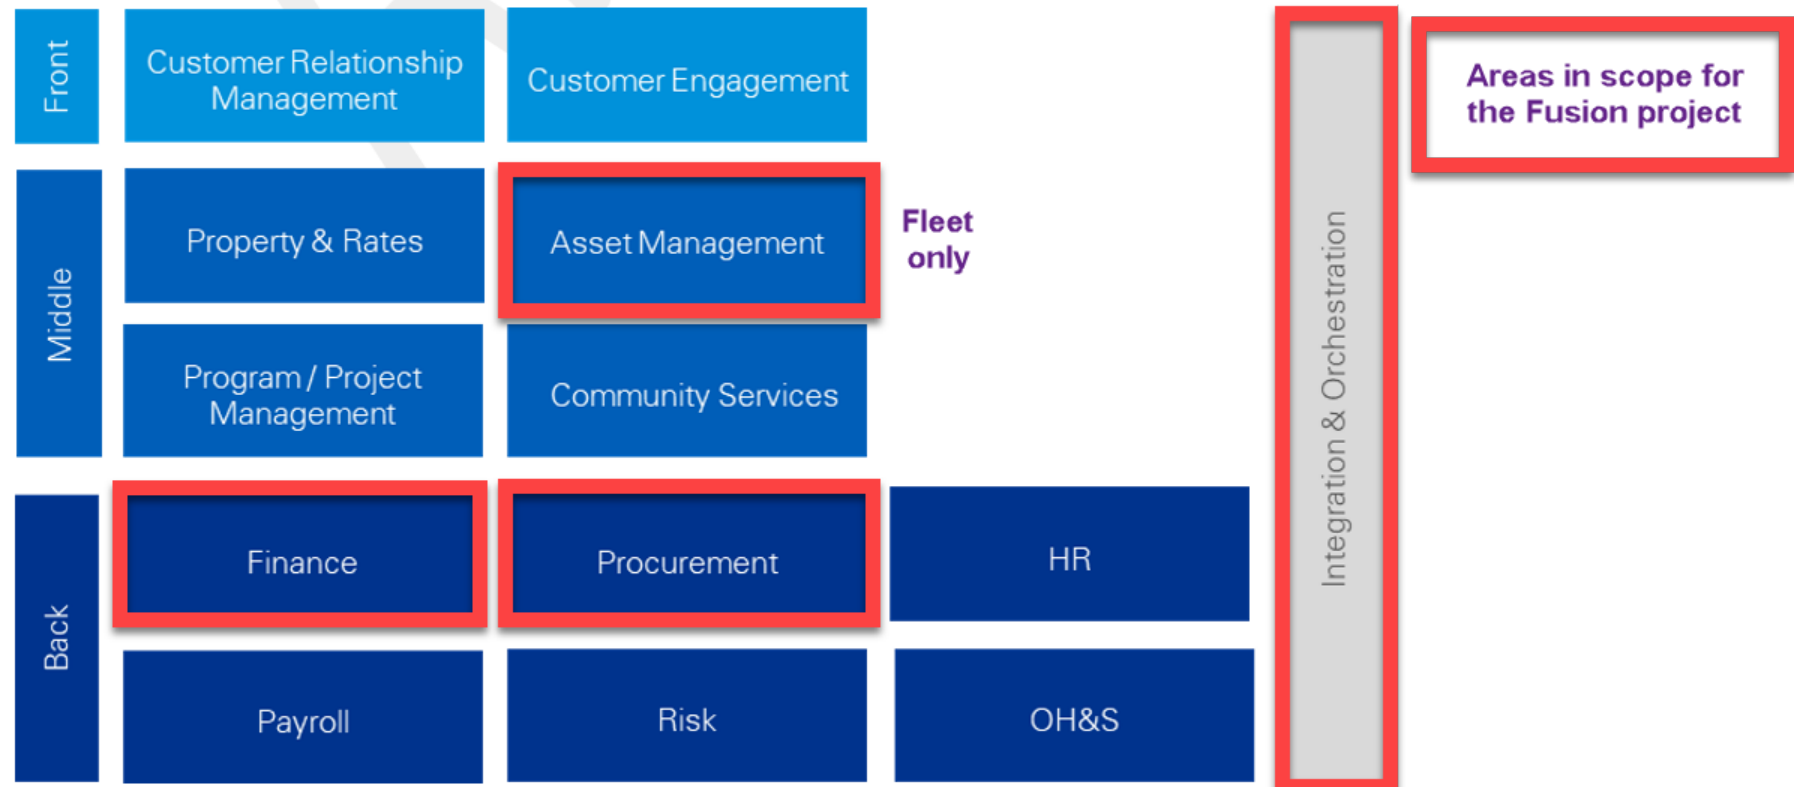 Front
Customer Relationship
Management
Customer Engagement
Areas in scope for
the Fusion project
Middle
Property & Rates
Asset Management
Fleet
only
Program / Project
Management
Community Services
Integration & Orchestration
Back
Finance
Procurement
HR
Payroll
Risk
OH&S